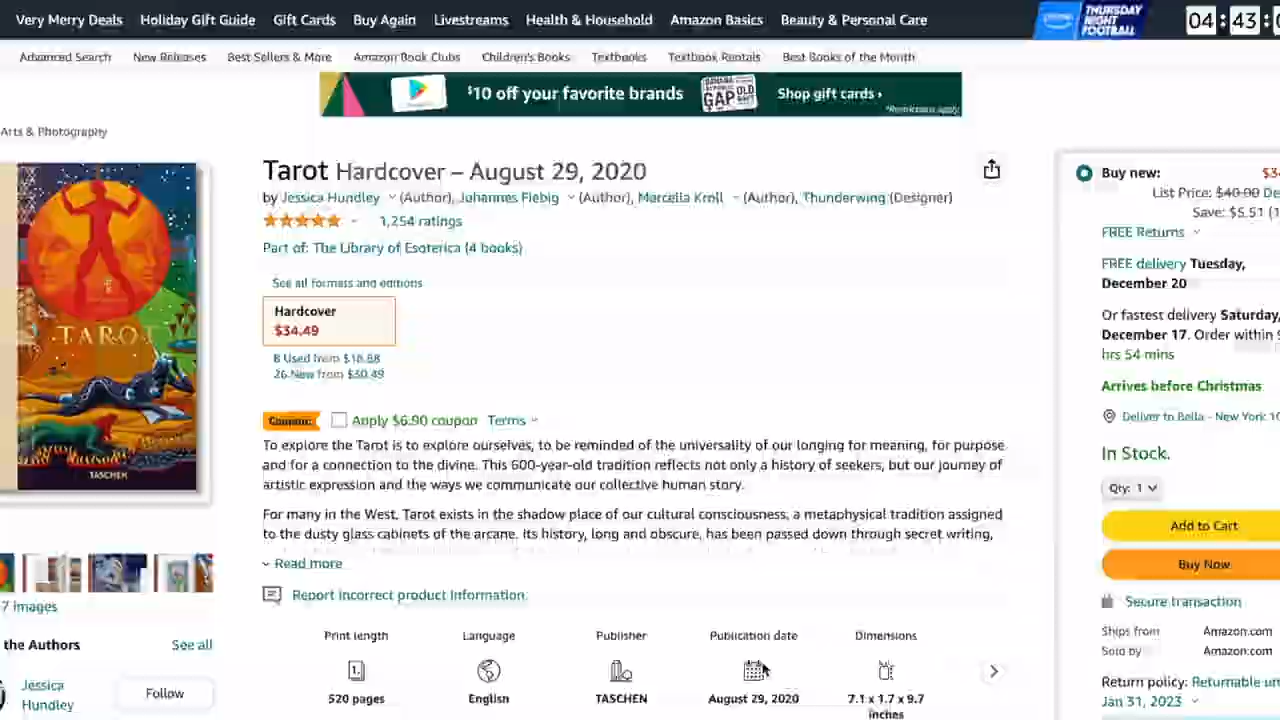 Very Merry Deals Holiday Gift Guide Gift Cards Buy Again Livestreams Health & Household Amazon Basics Beauty & Personal Care
THURSDAY
NIGHT
FOOTBALL
04 : 43 :
Advanced Search New Releases Best Sellers & More Amazon Book Clubs Children's Books Textbooks Textbook Rentals Best Books of the Month
$10 off your favorite brands GAP OLD Shop gift cards ›
*Restrictions apply.
Arts & Photography
Tarot Hardcover – August 29, 2020
by Jessica Hundley (Author), Johannes Fiebig (Author), Marcella Kroll (Author), Thunderwing (Designer)
1,254 ratings
Part of: The Library of Esoterica (4 books)
See all formats and editions
Hardcover
$34.49
8 Used from $18.68
26 New from $30.49
Coupon: Apply $6.90 coupon Terms
To explore the Tarot is to explore ourselves, to be reminded of the universality of our longing for meaning, for purpose
and for a connection to the divine. This 600-year-old tradition reflects not only a history of seekers, but our journey of
artistic expression and the ways we communicate our collective human story.
For many in the West, Tarot exists in the shadow place of our cultural consciousness, a metaphysical tradition assigned
to the dusty glass cabinets of the arcane. Its history, long and obscure, has been passed down through secret writing,
Read more
Report incorrect product information.
Print length Language Publisher Publication date Dimensions
520 pages English TASCHEN August 29, 2020 7.1 x 1.7 x 9.7
inches
TAROT
TASCHEN
7 images
the Authors See all
Jessica
Hundley
Follow
Buy new: $34
List Price: $40.00 De
Save: $5.51 (1
FREE Returns
FREE delivery Tuesday,
December 20
Or fastest delivery Saturday,
December 17. Order within 9
hrs 54 mins
Arrives before Christmas
Deliver to Bella - New York 10
In Stock.
Qty: 1
Add to Cart
Buy Now
Secure transaction
Ships from Amazon.com
Sold by Amazon.com
Return policy: Returnable un
Jan 31, 2023